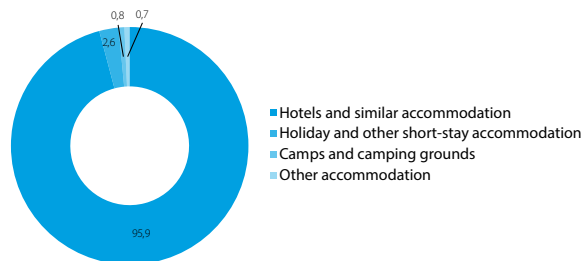 0,8
0,7
2,6
Hotels and similar accommodation
Holiday and other short-stay accommodation
Camps and camping grounds
Other accommodation
95,9